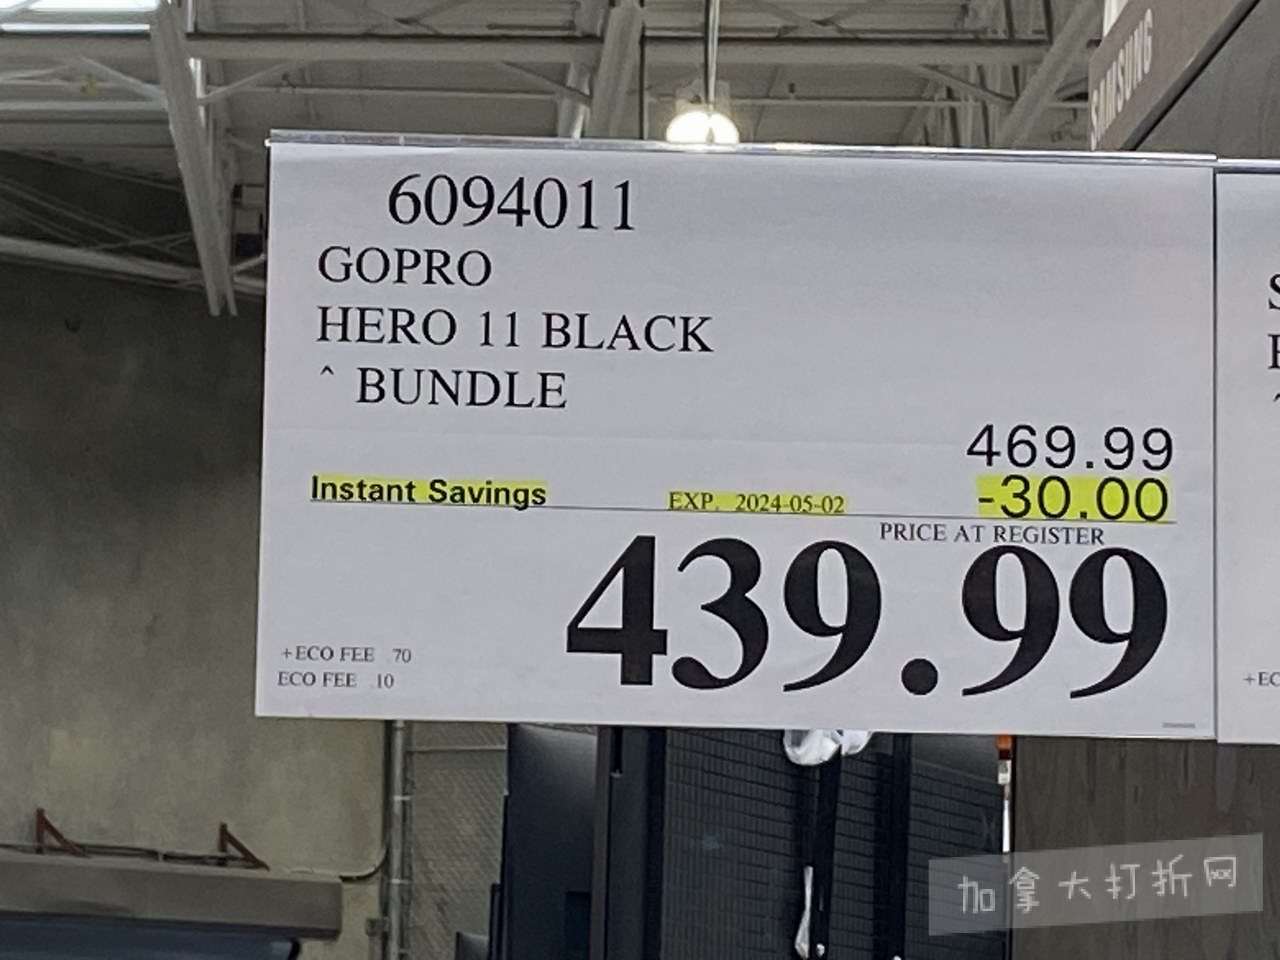 SAMSUNG
6094011
GOPRO
HERO 11 BLACK
^ BUNDLE
469.99
Instant Savings EXP. 2024-05-02 -30.00
PRICE AT REGISTER
439.99
+ECO FEE .70
ECO FEE .10
+EC
加拿大打折网